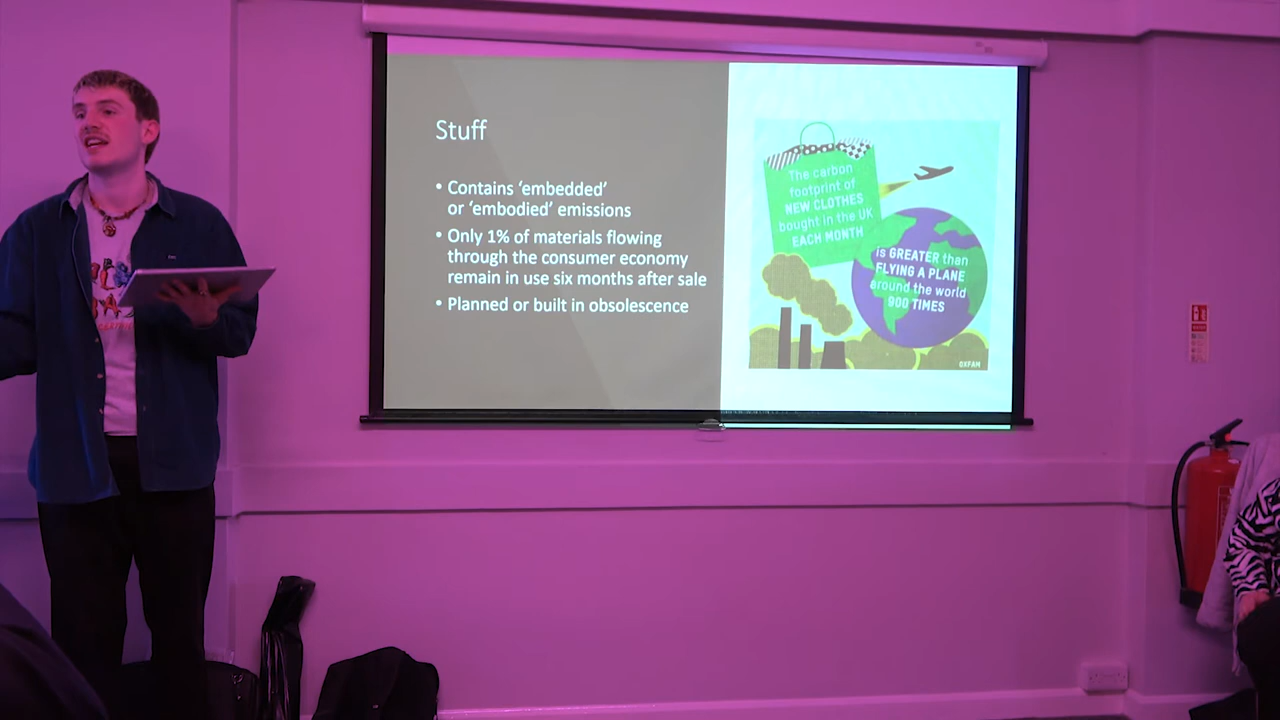 Stuff
• Contains ‘embedded’
or ‘embodied’ emissions
• Only 1% of materials flowing
through the consumer economy
remain in use six months after sale
• Planned or built in obsolescence
The carbon
footprint of
NEW CLOTHES
bought in the UK
EACH MONTH
is GREATER than
FLYING A PLANE
around the world
900 TIMES
OXFAM